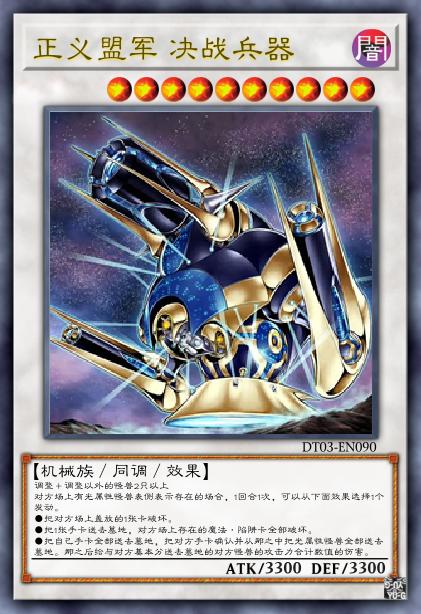 正义盟军 决战兵器
闇
DT03-EN090
【机械族／同调／效果】
调整＋调整以外的怪兽2只以上
对方场上有光属性怪兽表侧表示存在的场合，1回合1次，可以从下面效果选择1个
发动。
●把对方场上盖放的1张卡破坏。
●把1张手卡送去墓地，对方场上存在的魔法·陷阱卡全部破坏。
●把自己手卡全部送去墓地，把对方手卡确认并从那之中把光属性怪兽全部送去
墓地。那之后给与对方基本分送去墓地的对方怪兽的攻击力合计数值的伤害。
ATK/3300 DEF/3300